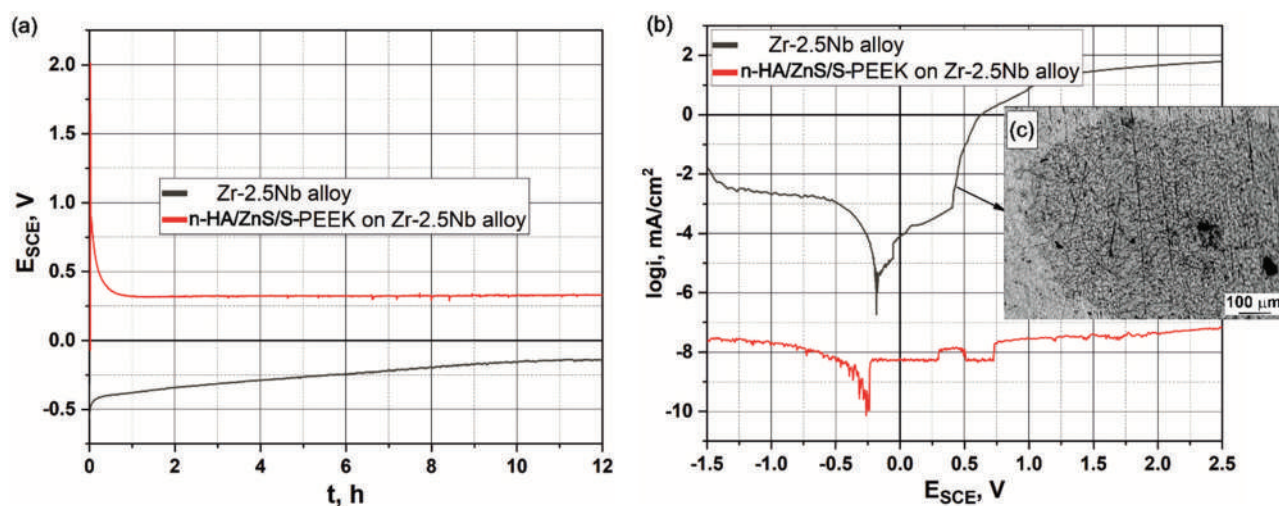 (a)
2.0
1.5
1.0
0.5
0.0
-0.5
E_SCE, V
Zr-2.5Nb alloy
n-HA/ZnS/S-PEEK on Zr-2.5Nb alloy
0 2 4 6 8 10 12
t, h
(b)
2
0
-2
-4
-6
-8
-10
logi, mA/cm²
Zr-2.5Nb alloy
n-HA/ZnS/S-PEEK on Zr-2.5Nb alloy
(c)
100 μm
-1.5 -1.0 -0.5 0.0 0.5 1.0 1.5 2.0 2.5
E_SCE, V